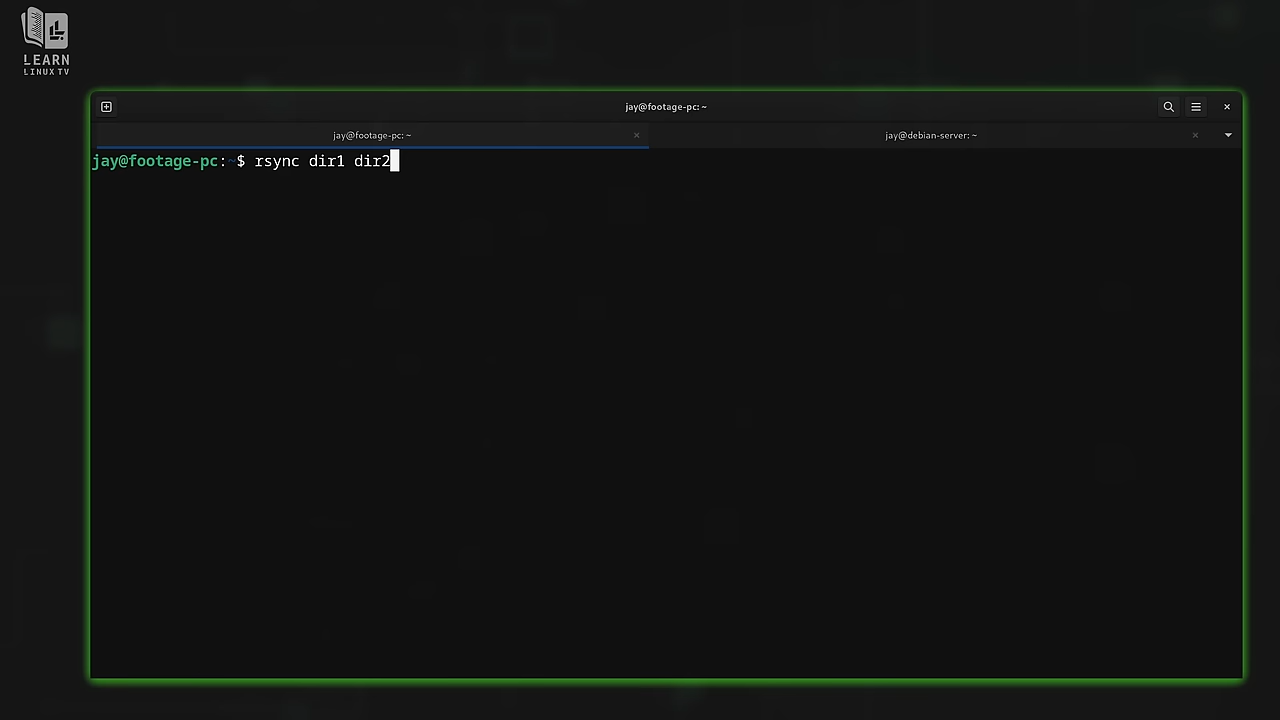 LEARN
LINUX TV
jay@footage-pc: ~
jay@footage-pc: ~
jay@debian-server: ~
jay@footage-pc:~$ rsync dir1 dir2